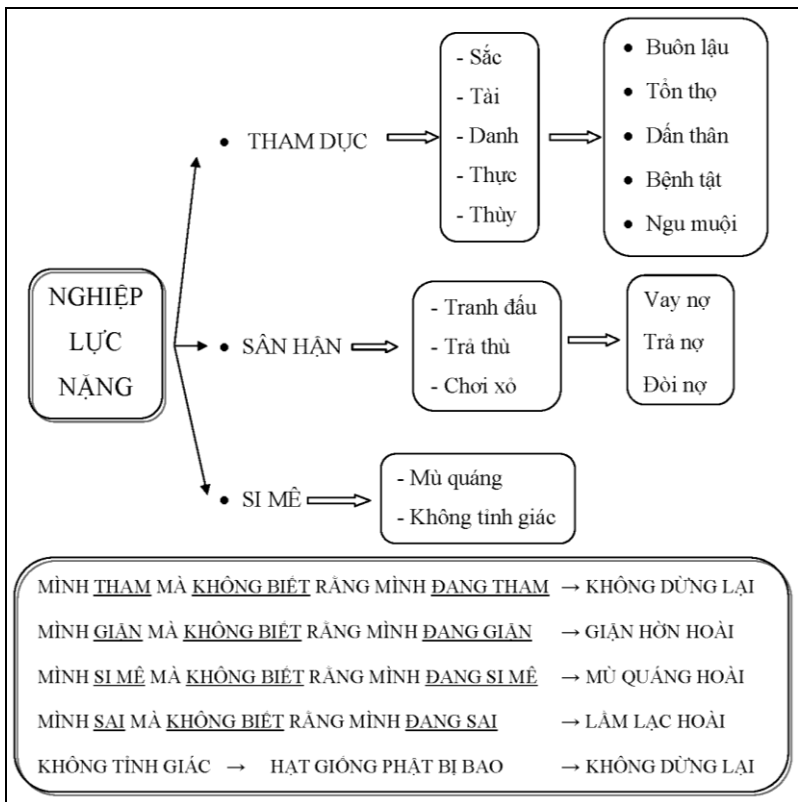 - Sắc
- Tài
- Danh
- Thực
- Thùy
• Buôn lậu
• Tổn thọ
• Dấn thân
• Bệnh tật
• Ngu muội
• THAM DỤC
NGHIỆP
LỰC
NẶNG
• SÂN HẬN
- Tranh đấu
- Trả thù
- Chơi xỏ
Vay nợ
Trả nợ
Đòi nợ
• SI MÊ
- Mù quáng
- Không tỉnh giác
MÌNH THAM MÀ KHÔNG BIẾT RẰNG MÌNH ĐANG THAM → KHÔNG DỪNG LẠI
MÌNH GIẬN MÀ KHÔNG BIẾT RẰNG MÌNH ĐANG GIẬN → GIẬN HỜN HOÀI
MÌNH SI MÊ MÀ KHÔNG BIẾT RẰNG MÌNH ĐANG SI MÊ → MÙ QUÁNG HOÀI
MÌNH SAI MÀ KHÔNG BIẾT RẰNG MÌNH ĐANG SAI → LẦM LẠC HOÀI
KHÔNG TỈNH GIÁC → HẠT GIỐNG PHẬT BỊ BAO → KHÔNG DỪNG LẠI